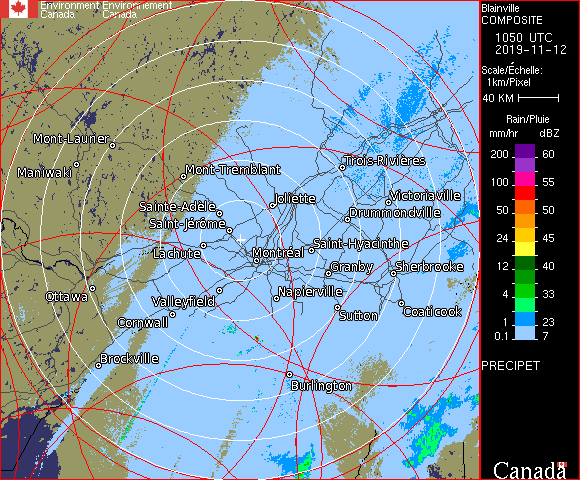 Environment Environnement
Canada Canada
Blainville
COMPOSITE
1050 UTC
2019-11-12
Scale/Échelle:
1km/Pixel
40 KM
Rain/Pluie
mm/hr dBZ
200 60
100 55
50 50
24 45
12 40
4 33
1 23
0.1 7
PRECIPET
Mont-Laurier
Maniwaki
Mont-Tremblant
Trois-Rivières
Joliette
Victoriaville
Sainte-Adèle
Drummondville
Saint-Jérôme
Saint-Hyacinthe
Lachute
Montréal
Granby
Sherbrooke
Ottawa
Valleyfield
Napierville
Cornwall
Sutton
Coaticook
Brockville
Burlington
Canada